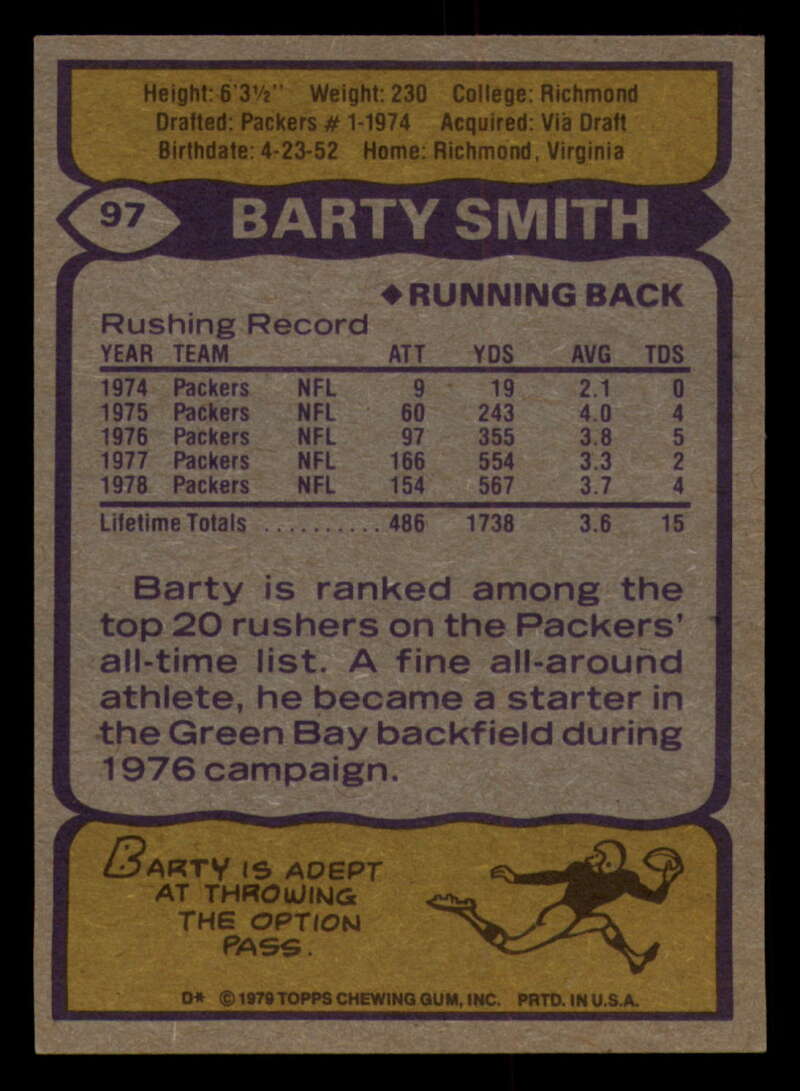 Height: 6'3½" Weight: 230 College: Richmond
Drafted: Packers # 1-1974 Acquired: Via Draft
Birthdate: 4-23-52 Home: Richmond, Virginia
97 BARTY SMITH
♦RUNNING BACK
Rushing Record
YEAR TEAM ATT YDS AVG TDS
1974 Packers NFL 9 19 2.1 0
1975 Packers NFL 60 243 4.0 4
1976 Packers NFL 97 355 3.8 5
1977 Packers NFL 166 554 3.3 2
1978 Packers NFL 154 567 3.7 4
Lifetime Totals .......... 486 1738 3.6 15
Barty is ranked among the
top 20 rushers on the Packers'
all-time list. A fine all-around
athlete, he became a starter in
the Green Bay backfield during
1976 campaign.
BARTY IS ADEPT
AT THROWING
THE OPTION
PASS.
D* © 1979 TOPPS CHEWING GUM, INC. PRTD. IN U.S.A.